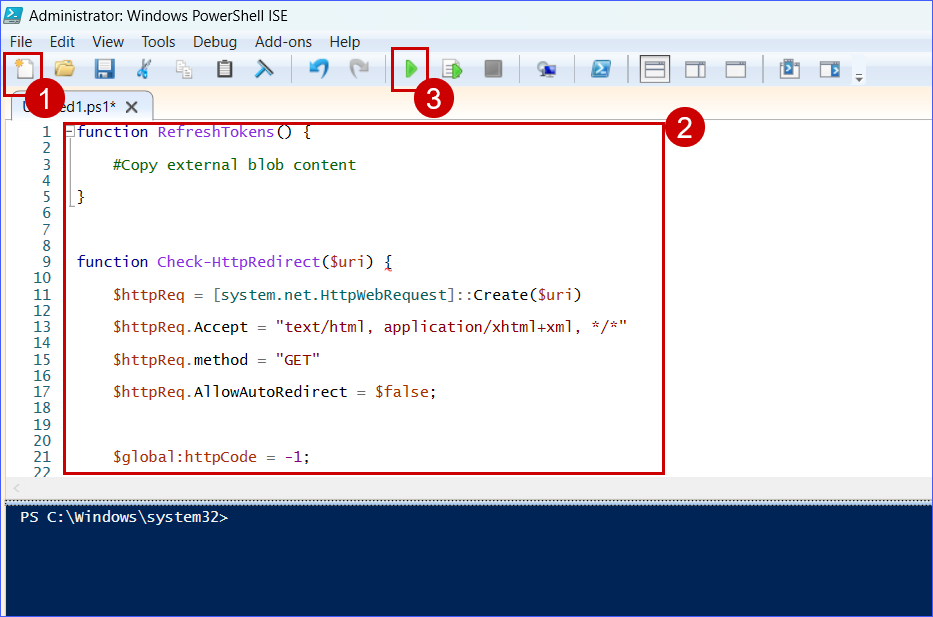 Administrator: Windows PowerShell ISE
File Edit View Tools Debug Add-ons Help
1
3
ed1.ps1*
2
1 function RefreshTokens() {
2
3 #Copy external blob content
4
5 }
6
7
8
9 function Check-HttpRedirect($uri) {
10
11 $httpReq = [system.net.HttpWebRequest]::Create($uri)
12
13 $httpReq.Accept = "text/html, application/xhtml+xml, */*"
14
15 $httpReq.method = "GET"
16
17 $httpReq.AllowAutoRedirect = $false;
18
19
20
21 $global:httpCode = -1;
22
PS C:\Windows\system32>